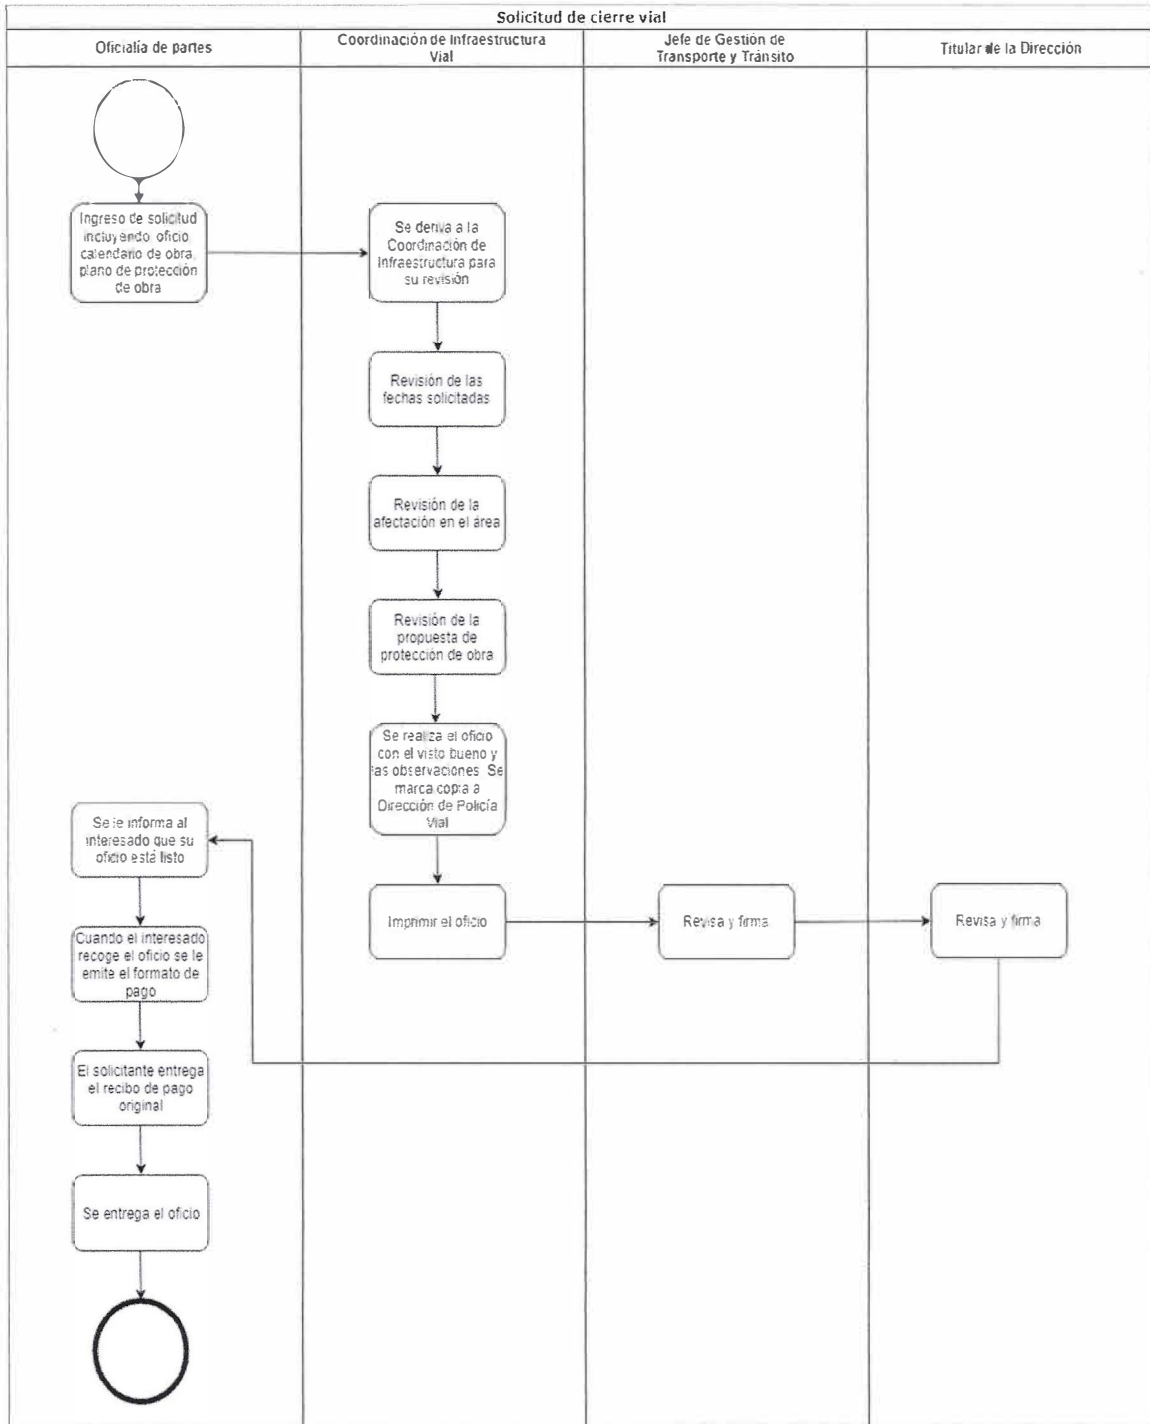 Solicitud de cierre vial
Oficialía de partes
Coordinación de Infraestructura
Vial
Jefe de Gestión de
Transporte y Tránsito
Titular de la Dirección
Ingreso de solicitud
incluyendo oficio
calendario de obra,
plano de protección
de obra
Se deriva a la
Coordinación de
Infraestructura para
su revisión
Revisión de las
fechas solicitadas
Revisión de la
afectación en el área
Revisión de la
propuesta de
protección de obra
Se realiza el oficio
con el visto bueno y
las observaciones. Se
marca copia a
Dirección de Policía
Vial
Imprimir el oficio
Revisa y firma
Revisa y firma
Se le informa al
interesado que su
oficio está listo
Cuando el interesado
recoge el oficio se le
emite el formato de
pago
El solicitante entrega
el recibo de pago
original
Se entrega el oficio